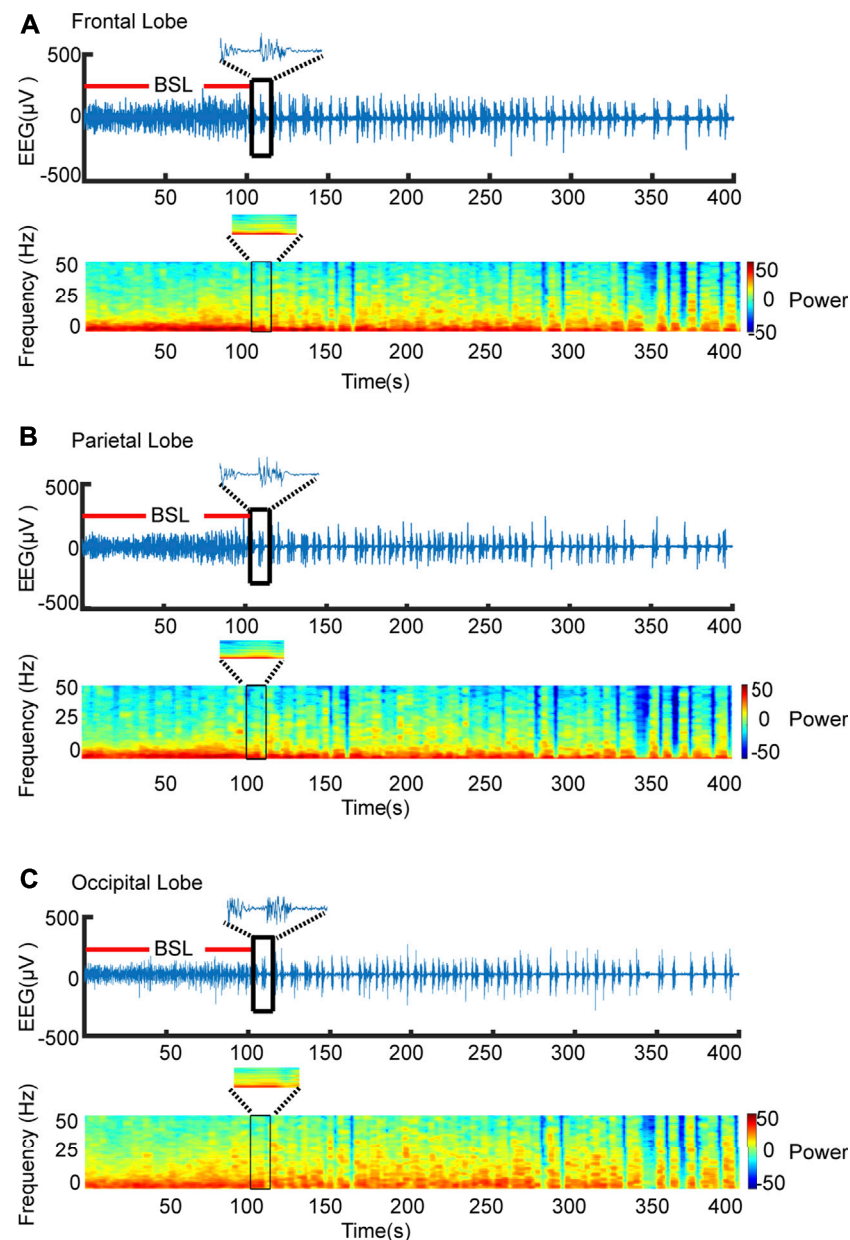 A Frontal Lobe
500
BSL
0
EEG(μV )
-500
50 100 150 200 250 300 350 400
50 50
25 0 Power
0 -50
Frequency (Hz)
50 100 150 200 250 300 350 400
Time(s)
B Parietal Lobe
500
BSL
0
EEG(μV )
-500
50 100 150 200 250 300 350 400
50 50
25 0 Power
0 -50
Frequency (Hz)
50 100 150 200 250 300 350 400
Time(s)
C Occipital Lobe
500
BSL
0
EEG(μV )
-500
50 100 150 200 250 300 350 400
50 50
25 0 Power
0 -50
Frequency (Hz)
50 100 150 200 250 300 350 400
Time(s)